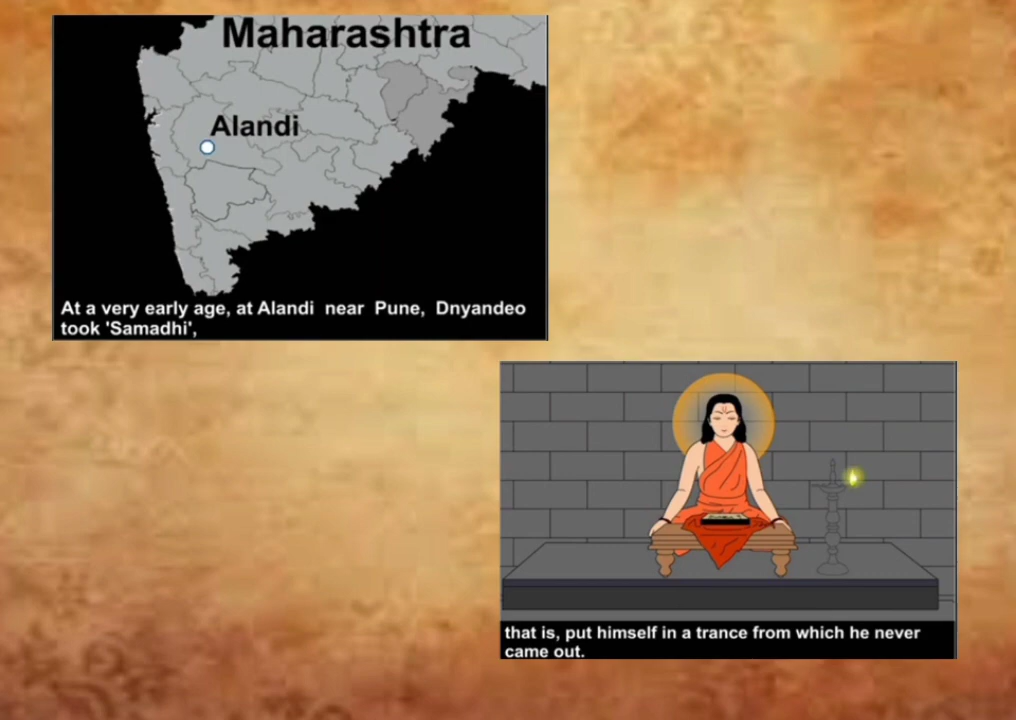 Maharashtra
Alandi
At a very early age, at Alandi near Pune, Dnyandeo
took 'Samadhi',
that is, put himself in a trance from which he never
came out.